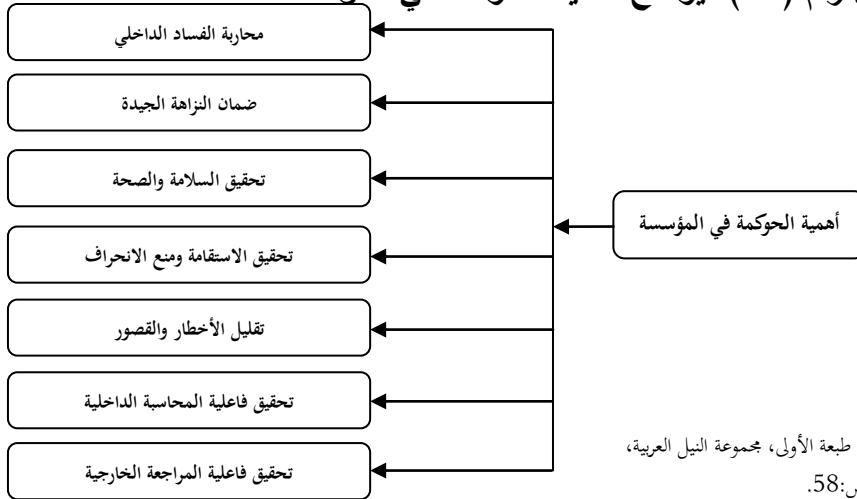 محاربة الفساد الداخلي
ضمان النزاهة الجيدة
تحقيق السلامة والصحة
أهمية الحوكمة في المؤسسة
تحقيق الاستقامة ومنع الانحراف
تقليل الأخطار والقصور
تحقيق فاعلية المحاسبة الداخلية
تحقيق فاعلية المراجعة الخارجية
طبعة الأولى، مجموعة النيل العربية،
ص:58.